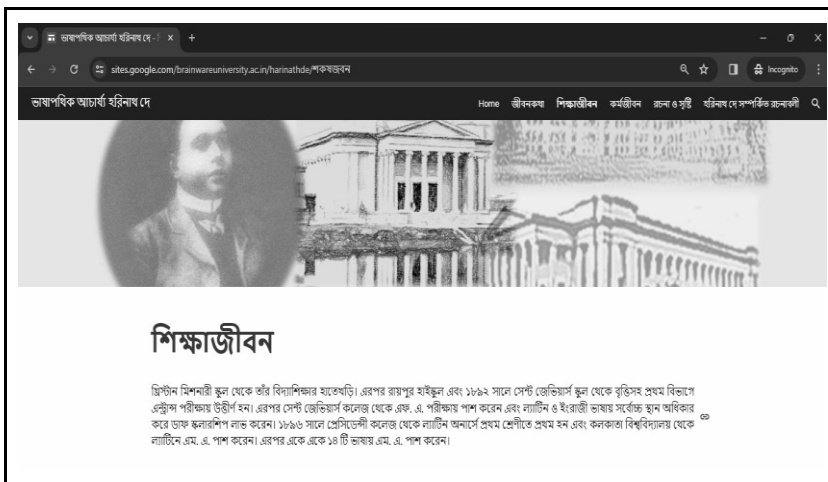 ভাষাপথিক আচার্য্য হরিনাথ দে -
sites.google.com/brainwareuniversity.ac.in/harinathde/শিক্ষাজীবন
Incognito
ভাষাপথিক আচার্য্য হরিনাথ দে
Home জীবনকথা শিক্ষাজীবন কর্মজীবন রচনা ও সৃষ্টি হরিনাথ দে সম্পর্কিত রচনাবলী
শিক্ষাজীবন
খ্রিস্টান মিশনারী স্কুল থেকে তাঁর বিদ্যাশিক্ষার হাতেখড়ি। এরপর রায়পুর হাইস্কুল এবং ১৮৯২ সালে সেন্ট জেভিয়ার্স স্কুল থেকে বৃত্তিসহ প্রথম বিভাগে
এন্ট্রান্স পরীক্ষায় উত্তীর্ণ হন। এরপর সেন্ট জেভিয়ার্স কলেজ থেকে এফ. এ. পরীক্ষায় পাশ করেন এবং ল্যাটিন ও ইংরাজী ভাষায় সর্বোচ্চ স্থান অধিকার
করে ডাফ স্কলারশিপ লাভ করেন। ১৮৯৬ সালে প্রেসিডেন্সী কলেজ থেকে ল্যাটিন অনার্সে প্রথম শ্রেণীতে প্রথম হন এবং কলকাতা বিশ্ববিদ্যালয় থেকে
ল্যাটিনে এম. এ. পাশ করেন। এরপর একে একে ১৪ টি ভাষায় এম. এ. পাশ করেন।